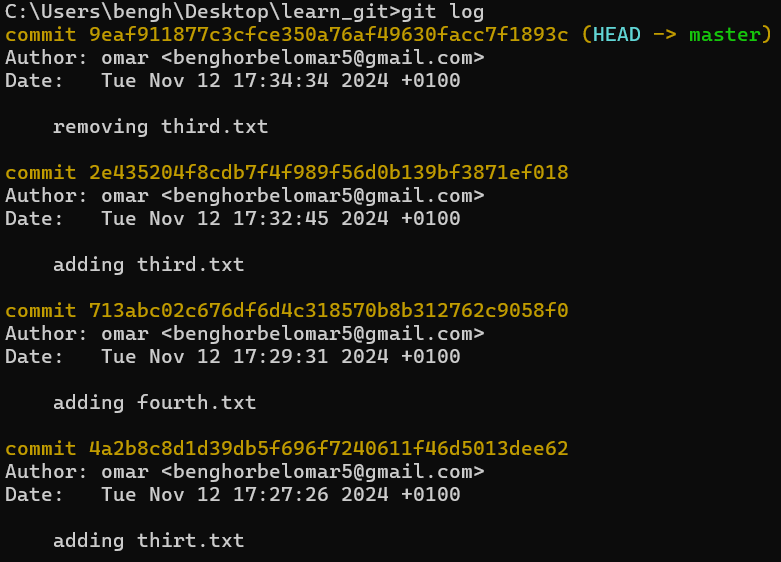 C:\Users\bengh\Desktop\learn_git>git log
commit 9eaf911877c3cfce350a76af49630facc7f1893c (HEAD -> master)
Author: omar <benghorbelomar5@gmail.com>
Date:   Tue Nov 12 17:34:34 2024 +0100
removing third.txt
commit 2e435204f8cdb7f4f989f56d0b139bf3871ef018
Author: omar <benghorbelomar5@gmail.com>
Date:   Tue Nov 12 17:32:45 2024 +0100
adding third.txt
commit 713abc02c676df6d4c318570b8b312762c9058f0
Author: omar <benghorbelomar5@gmail.com>
Date:   Tue Nov 12 17:29:31 2024 +0100
adding fourth.txt
commit 4a2b8c8d1d39db5f696f7240611f46d5013dee62
Author: omar <benghorbelomar5@gmail.com>
Date:   Tue Nov 12 17:27:26 2024 +0100
adding thirt.txt